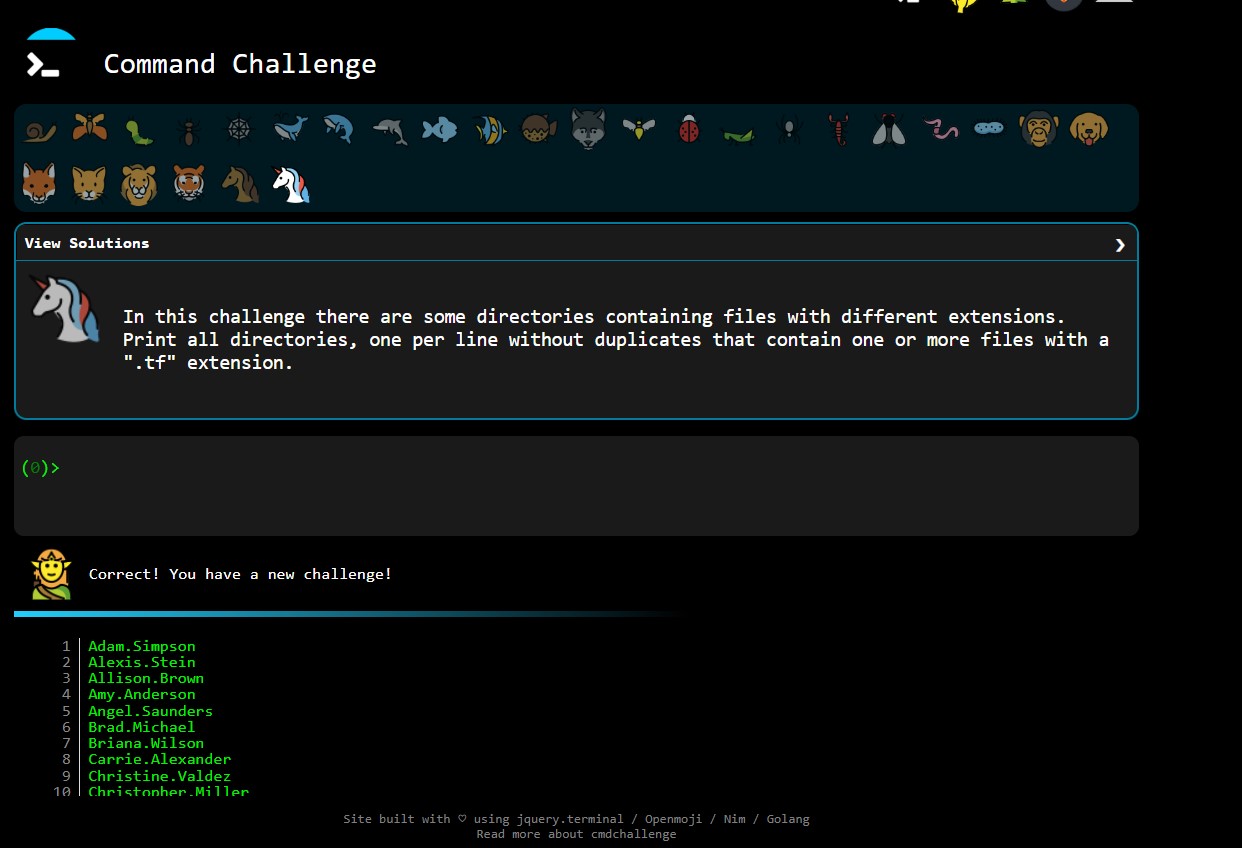 Command Challenge
View Solutions
In this challenge there are some directories containing files with different extensions.
Print all directories, one per line without duplicates that contain one or more files with a
".tf" extension.
(0)>
Correct! You have a new challenge!
1 Adam.Simpson
2 Alexis.Stein
3 Allison.Brown
4 Amy.Anderson
5 Angel.Saunders
6 Brad.Michael
7 Briana.Wilson
8 Carrie.Alexander
9 Christine.Valdez
10 Christopher.Miller
Site built with ♡ using jquery.terminal / Openmoji / Nim / Golang
Read more about cmdchallenge